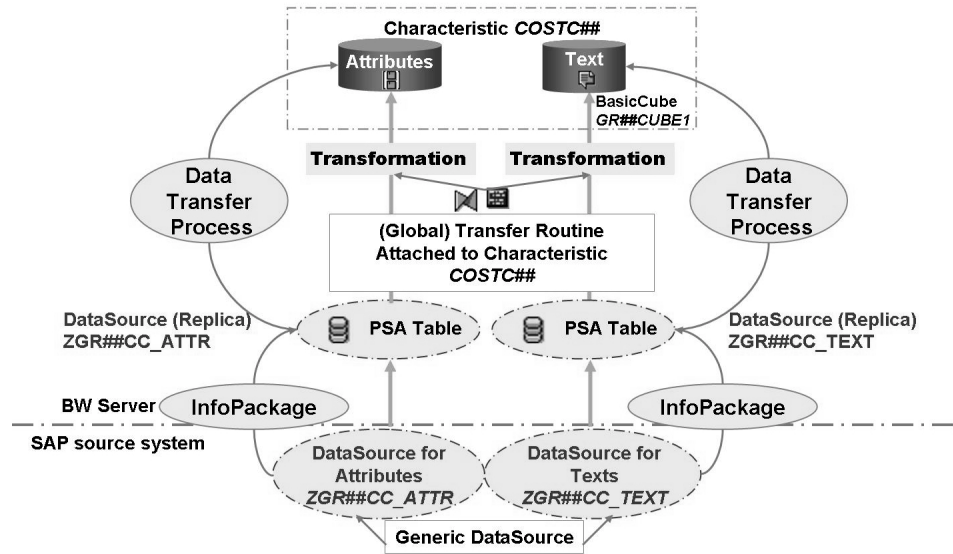 Characteristic COSTC##
Attributes
Text
BasicCube
GR##CUBE1
Transformation
Transformation
Data
Transfer
Process
Data
Transfer
Process
(Global) Transfer Routine
Attached to Characteristic
COSTC##
DataSource (Replica)
ZGR##CC_ATTR
PSA Table
PSA Table
DataSource (Replica)
ZGR##CC_TEXT
BW Server
InfoPackage
InfoPackage
SAP source system
DataSource for
Attributes
ZGR##CC_ATTR
DataSource for
Texts
ZGR##CC_TEXT
Generic DataSource